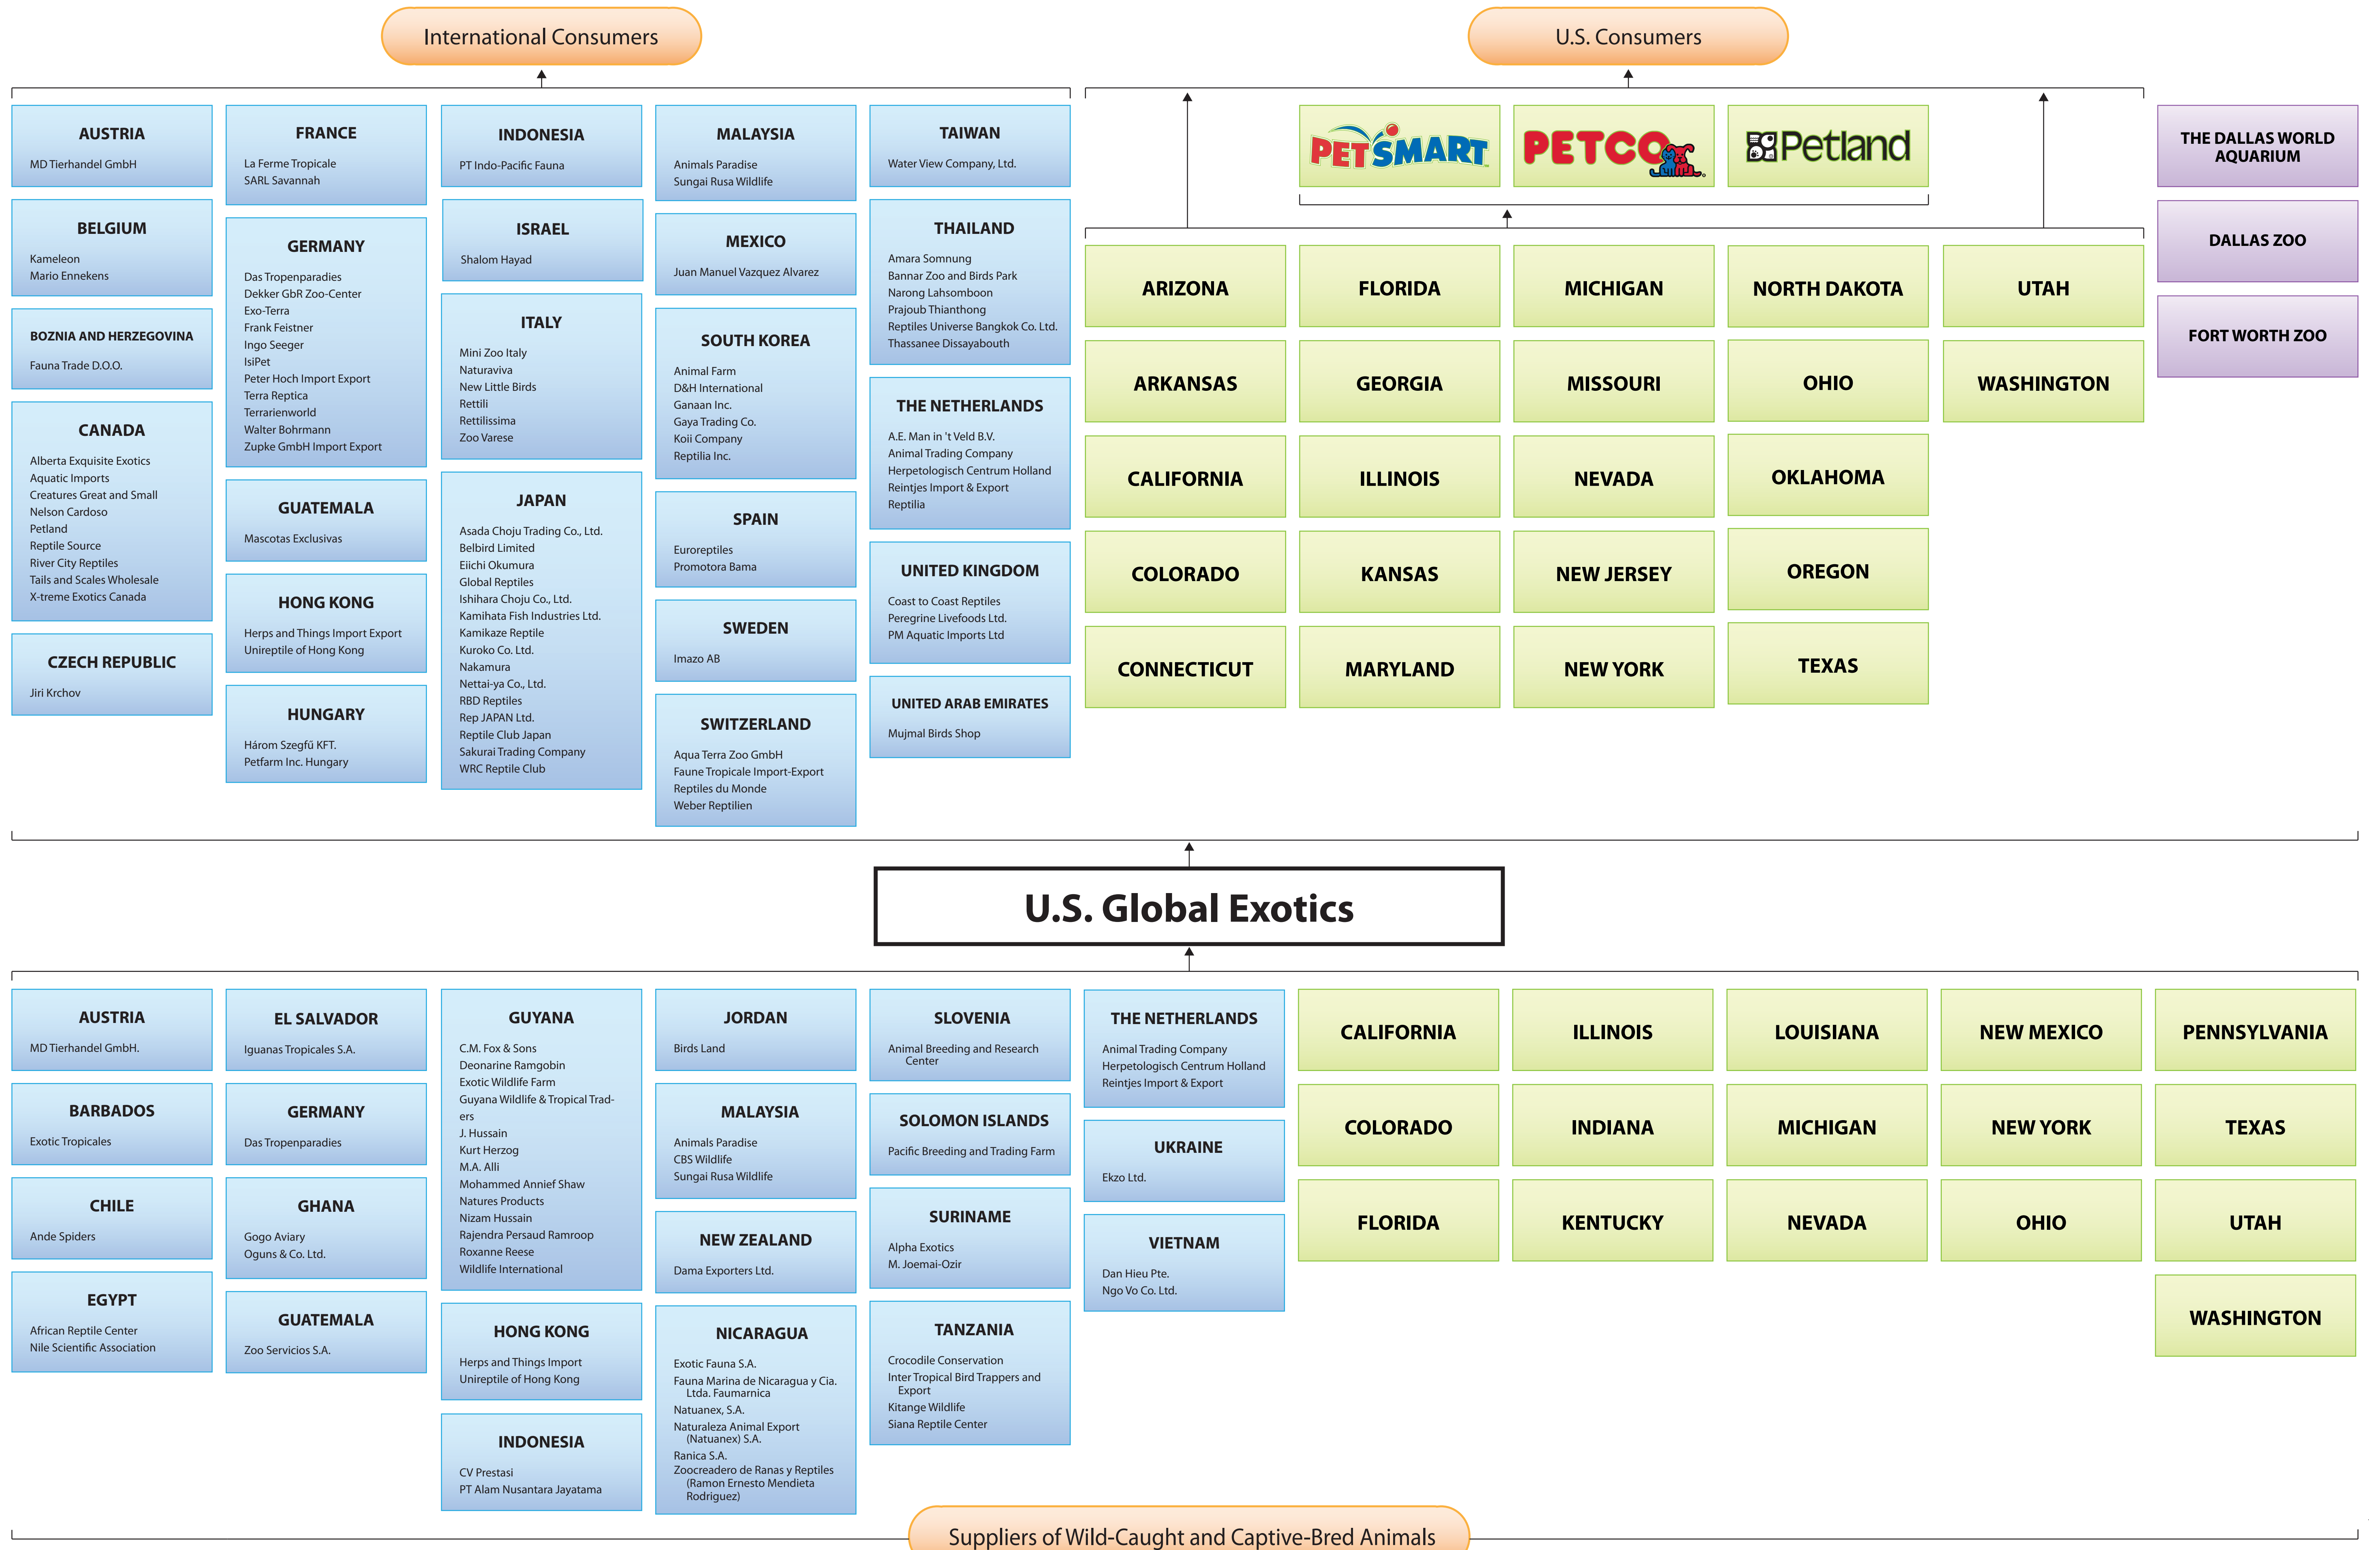 International Consumers
U.S. Consumers
AUSTRIA
MD Tierhandel GmbH
BELGIUM
Kameleon
Mario Ennekens
BOZNIA AND HERZEGOVINA
Fauna Trade D.O.O.
CANADA
Alberta Exquisite Exotics
Aquatic Imports
Creatures Great and Small
Nelson Cardoso
Petland
Reptile Source
River City Reptiles
Tails and Scales Wholesale
X-treme Exotics Canada
CZECH REPUBLIC
Jiri Krchov
FRANCE
La Ferme Tropicale
SARL Savannah
GERMANY
Das Tropenparadies
Dekker GbR Zoo-Center
Exo-Terra
Frank Feistner
Ingo Seeger
IsiPet
Peter Hoch Import Export
Terra Reptica
Terrarienworld
Walter Bohrmann
Zupke GmbH Import Export
GUATEMALA
Mascotas Exclusivas
HONG KONG
Herps and Things Import Export
Unireptile of Hong Kong
HUNGARY
Három Szegfű KFT.
Petfarm Inc. Hungary
INDONESIA
PT Indo-Pacific Fauna
ISRAEL
Shalom Hayad
ITALY
Mini Zoo Italy
Naturaviva
New Little Birds
Rettili
Rettilissima
Zoo Varese
JAPAN
Asada Choju Trading Co., Ltd.
Belbird Limited
Eiichi Okumura
Global Reptiles
Ishihara Choju Co., Ltd.
Kamihata Fish Industries Ltd.
Kamikaze Reptile
Kuroko Co. Ltd.
Nakamura
Nettai-ya Co., Ltd.
RBD Reptiles
Rep JAPAN Ltd.
Reptile Club Japan
Sakurai Trading Company
WRC Reptile Club
MALAYSIA
Animals Paradise
Sungai Rusa Wildlife
MEXICO
Juan Manuel Vazquez Alvarez
SOUTH KOREA
Animal Farm
D&H International
Ganaan Inc.
Gaya Trading Co.
Koii Company
Reptilia Inc.
SPAIN
Euroreptiles
Promotora Bama
SWEDEN
Imazo AB
SWITZERLAND
Aqua Terra Zoo GmbH
Faune Tropicale Import-Export
Reptiles du Monde
Weber Reptilien
TAIWAN
Water View Company, Ltd.
THAILAND
Amara Somnung
Bannar Zoo and Birds Park
Narong Lahsomboon
Prajoub Thianthong
Reptiles Universe Bangkok Co. Ltd.
Thassanee Dissayabouth
THE NETHERLANDS
A.E. Man in 't Veld B.V.
Animal Trading Company
Herpetologisch Centrum Holland
Reintjes Import & Export
Reptilia
UNITED KINGDOM
Coast to Coast Reptiles
Peregrine Livefoods Ltd.
PM Aquatic Imports Ltd
UNITED ARAB EMIRATES
Mujmal Birds Shop
PETSMART
PETCO
Petland
ARIZONA
ARKANSAS
CALIFORNIA
COLORADO
CONNECTICUT
FLORIDA
GEORGIA
ILLINOIS
KANSAS
MARYLAND
MICHIGAN
MISSOURI
NEVADA
NEW JERSEY
NEW YORK
NORTH DAKOTA
OHIO
OKLAHOMA
OREGON
TEXAS
UTAH
WASHINGTON
THE DALLAS WORLD
AQUARIUM
DALLAS ZOO
FORT WORTH ZOO
U.S. Global Exotics
AUSTRIA
MD Tierhandel GmbH.
BARBADOS
Exotic Tropicales
CHILE
Ande Spiders
EGYPT
African Reptile Center
Nile Scientific Association
EL SALVADOR
Iguanas Tropicales S.A.
GERMANY
Das Tropenparadies
GHANA
Gogo Aviary
Oguns & Co. Ltd.
GUATEMALA
Zoo Servicios S.A.
GUYANA
C.M. Fox & Sons
Deonarine Ramgobin
Exotic Wildlife Farm
Guyana Wildlife & Tropical Trad-
ers
J. Hussain
Kurt Herzog
M.A. Alli
Mohammed Annief Shaw
Natures Products
Nizam Hussain
Rajendra Persaud Ramroop
Roxanne Reese
Wildlife International
HONG KONG
Herps and Things Import
Unireptile of Hong Kong
INDONESIA
CV Prestasi
PT Alam Nusantara Jayatama
JORDAN
Birds Land
MALAYSIA
Animals Paradise
CBS Wildlife
Sungai Rusa Wildlife
NEW ZEALAND
Dama Exporters Ltd.
NICARAGUA
Exotic Fauna S.A.
Fauna Marina de Nicaragua y Cia.
Ltda. Faumarnica
Natuanex, S.A.
Naturaleza Animal Export
(Natuanex) S.A.
Ranica S.A.
Zoocreadero de Ranas y Reptiles
(Ramon Ernesto Mendieta
Rodriguez)
SLOVENIA
Animal Breeding and Research
Center
SOLOMON ISLANDS
Pacific Breeding and Trading Farm
SURINAME
Alpha Exotics
M. Joemai-Ozir
TANZANIA
Crocodile Conservation
Inter Tropical Bird Trappers and
Export
Kitange Wildlife
Siana Reptile Center
THE NETHERLANDS
Animal Trading Company
Herpetologisch Centrum Holland
Reintjes Import & Export
UKRAINE
Ekzo Ltd.
VIETNAM
Dan Hieu Pte.
Ngo Vo Co. Ltd.
CALIFORNIA
COLORADO
FLORIDA
ILLINOIS
INDIANA
KENTUCKY
LOUISIANA
MICHIGAN
NEVADA
NEW MEXICO
NEW YORK
OHIO
PENNSYLVANIA
TEXAS
UTAH
WASHINGTON
Suppliers of Wild-Caught and Captive-Bred Animals